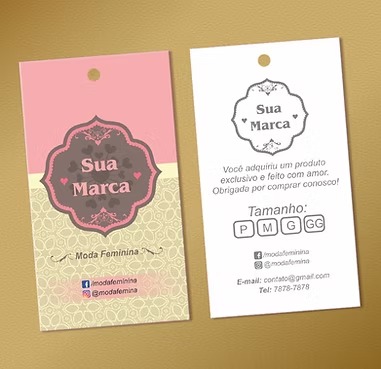 Sua
Marca
Moda Feminina
/modafeminina
@modafeminina
Sua
Marca
Você adquiriu um produto
exclusivo e feito com amor.
Obrigada por comprar conosco!
Tamanho:
P M G GG
/modafeminina
@modafeminina
E-mail: contato@gmail.com
Tel: 7878-7878